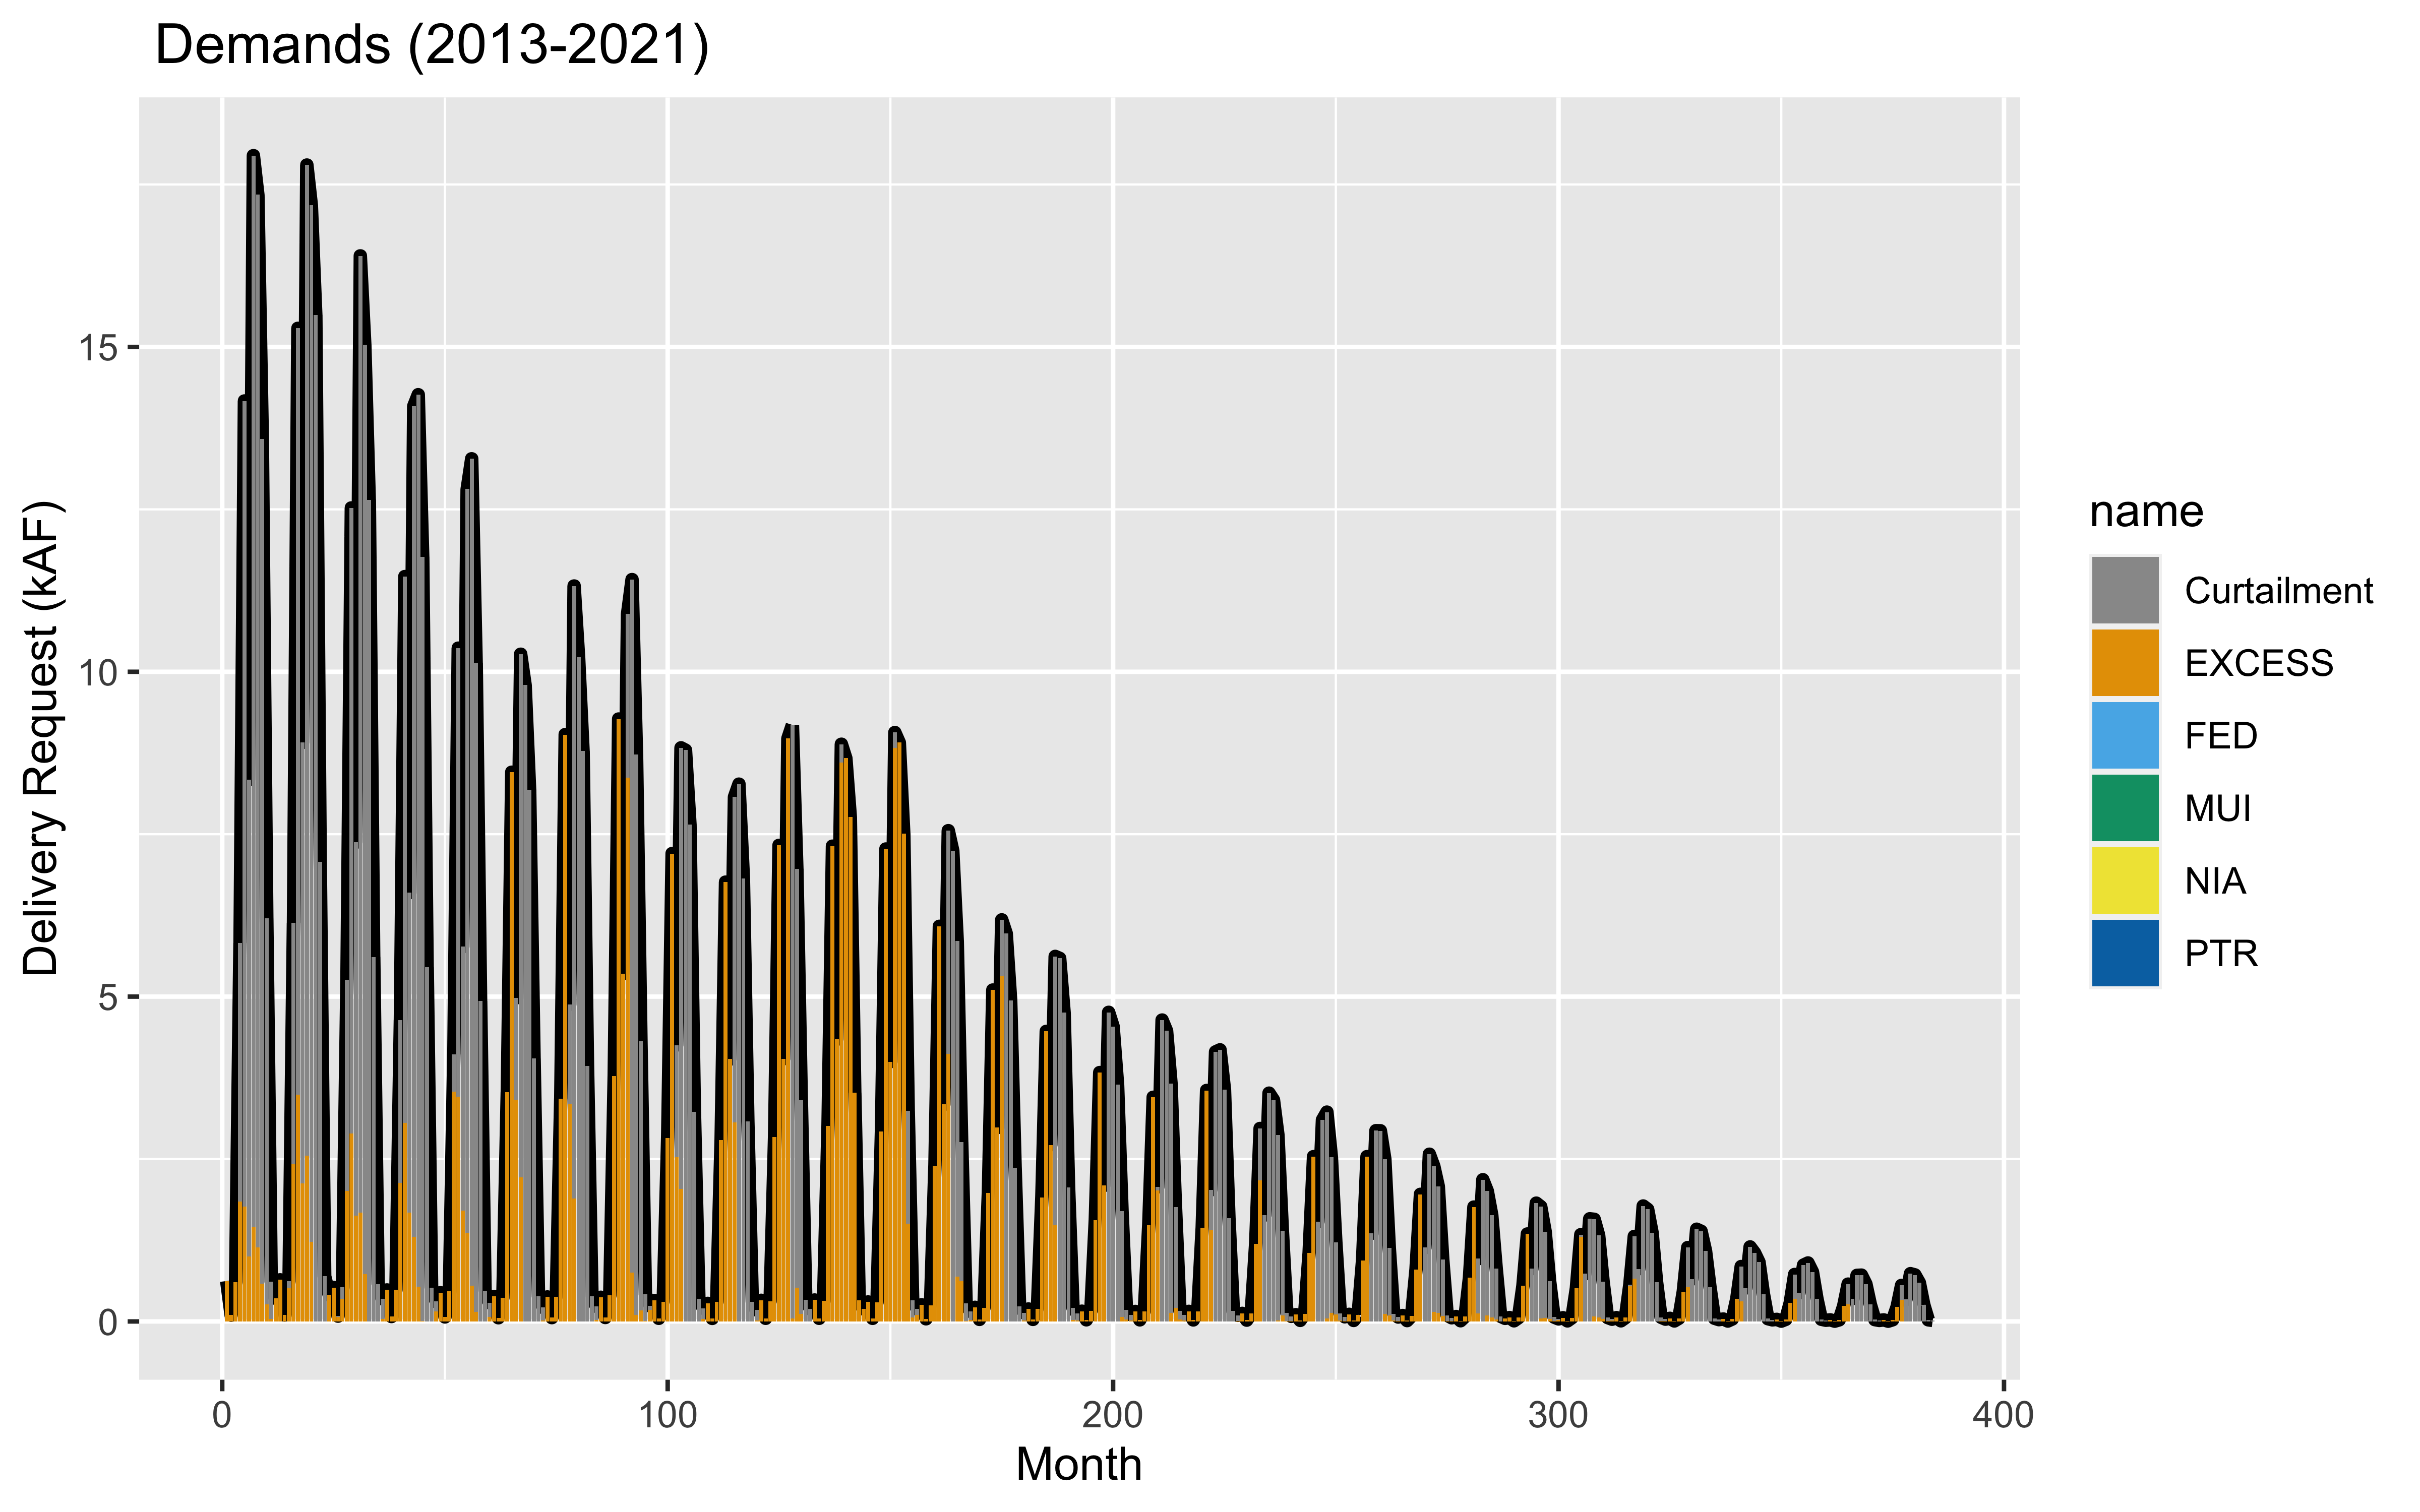 Demands (2013-2021)
Delivery Request (kAF)
15
10
5
0
0 100 200 300 400
Month
name
Curtailment
EXCESS
FED
MUI
NIA
PTR